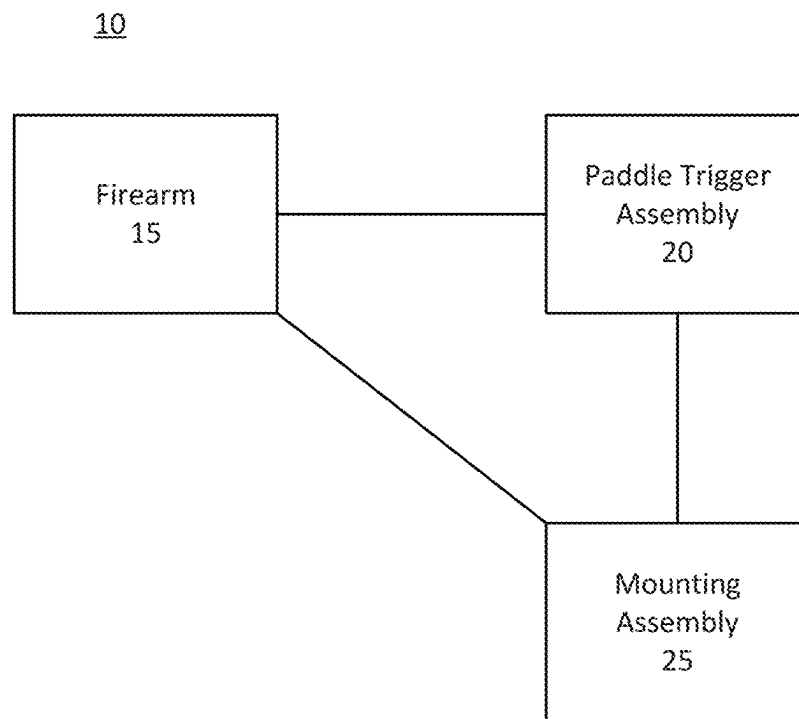 10
Firearm
15
Paddle Trigger
Assembly
20
Mounting
Assembly
25